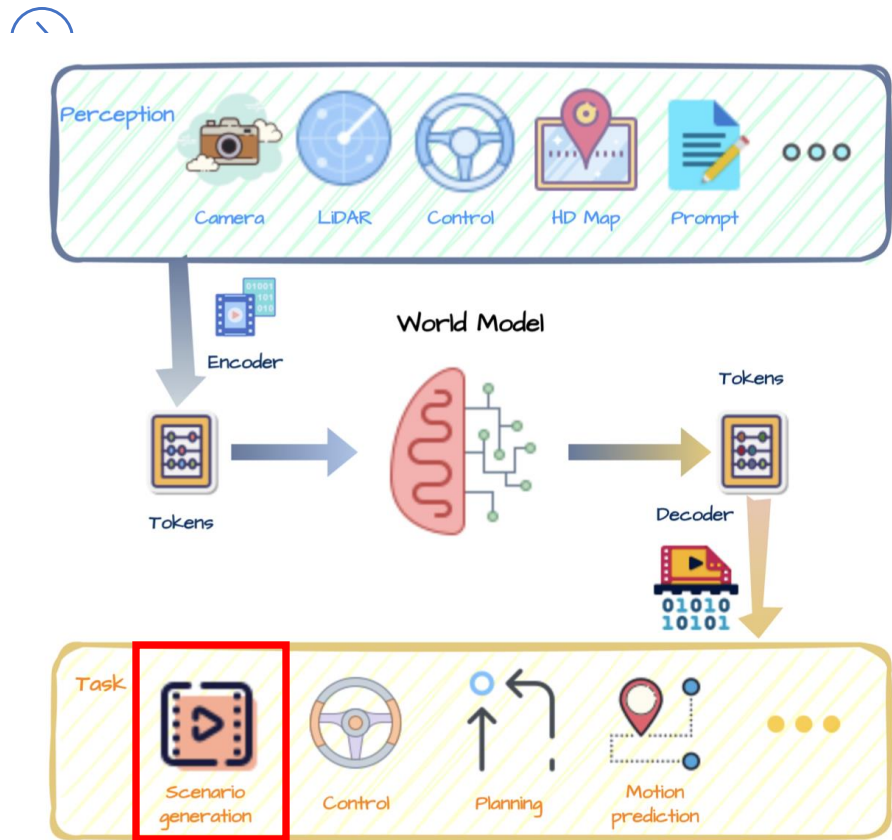 Perception
Camera
LiDAR
Control
HD Map
Prompt
01001
101
010
Encoder
World Model
Tokens
Tokens
Decoder
01010
10101
Task
Scenario
generation
Control
Planning
Motion
prediction